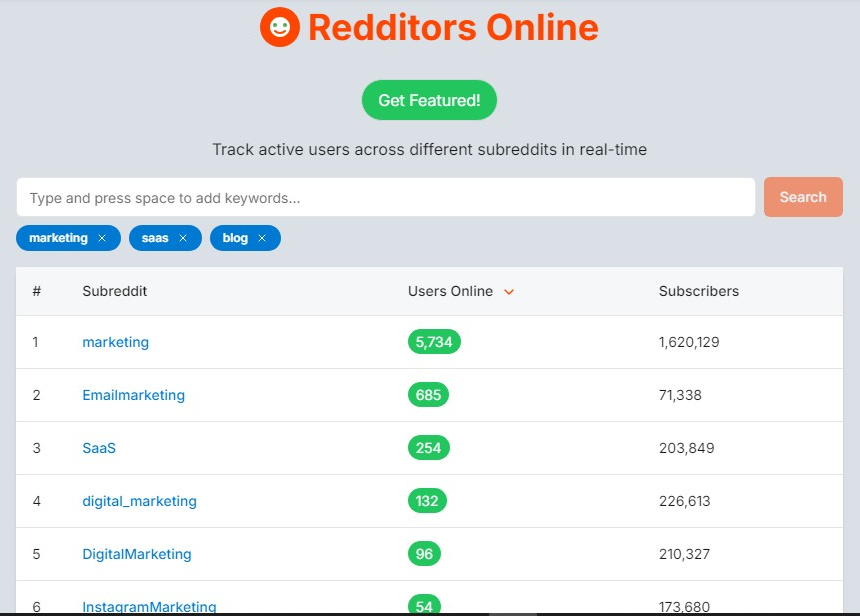 Redditors Online
Get Featured!
Track active users across different subreddits in real-time
Type and press space to add keywords... Search
marketing × saas × blog ×
# Subreddit Users Online Subscribers
1 marketing 5,734 1,620,129
2 Emailmarketing 685 71,338
3 SaaS 254 203,849
4 digital_marketing 132 226,613
5 DigitalMarketing 96 210,327
6 InstagramMarketing 54 173,680